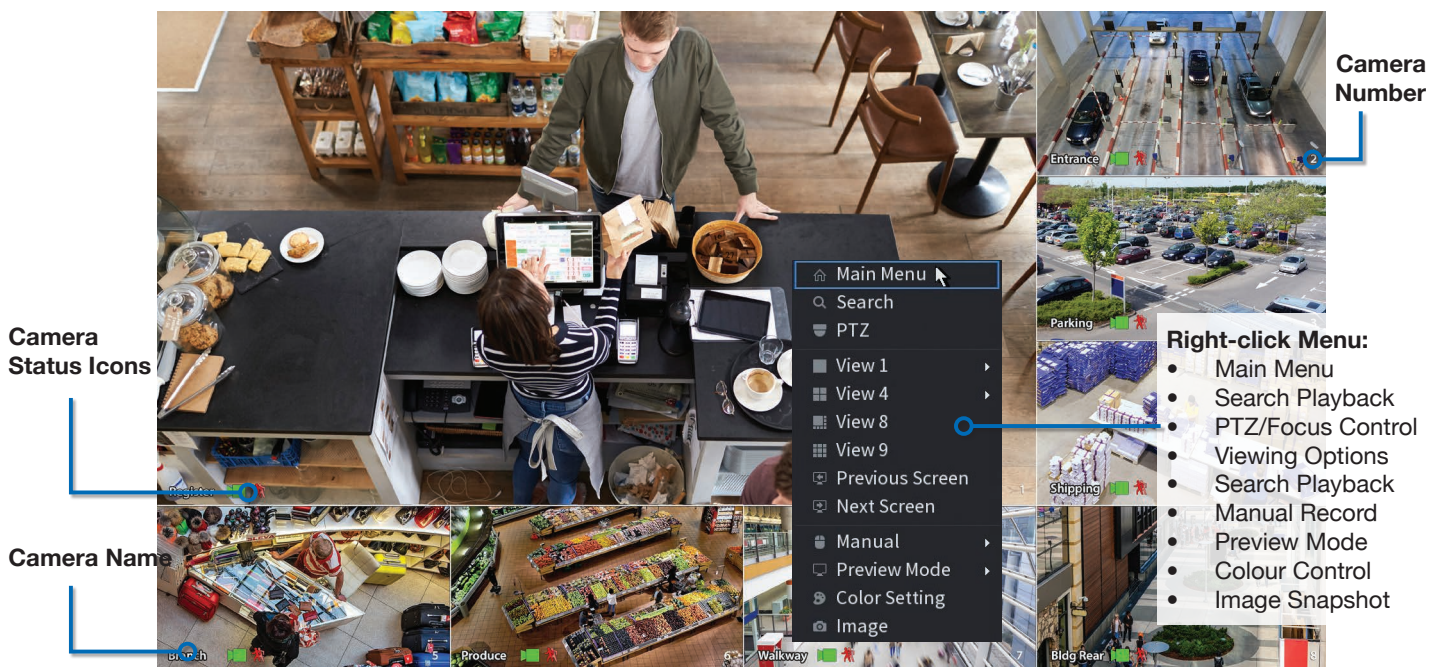 Camera
Number
Entrance
2
Parking
Camera
Status Icons
Main Menu
Search
PTZ
View 1
View 4
View 8
View 9
Previous Screen
Next Screen
Manual
Preview Mode
Color Setting
Image
Right-click Menu:
• Main Menu
• Search Playback
• PTZ/Focus Control
• Viewing Options
• Search Playback
• Manual Record
• Preview Mode
• Colour Control
• Image Snapshot
Register
1
Shipping
Camera Name
Branch
5
Produce
6
Walkway
7
Bldg Rear
8